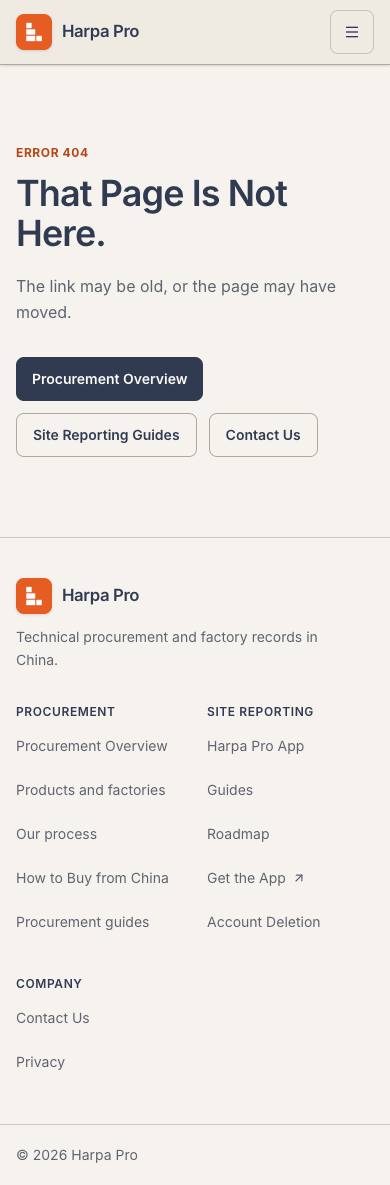 Harpa Pro
ERROR 404
That Page Is Not
Here.
The link may be old, or the page may have
moved.
Procurement Overview
Site Reporting Guides
Contact Us
Harpa Pro
Technical procurement and factory records in
China.
PROCUREMENT
Procurement Overview
Products and factories
Our process
How to Buy from China
Procurement guides
SITE REPORTING
Harpa Pro App
Guides
Roadmap
Get the App ↗
Account Deletion
COMPANY
Contact Us
Privacy
© 2026 Harpa Pro